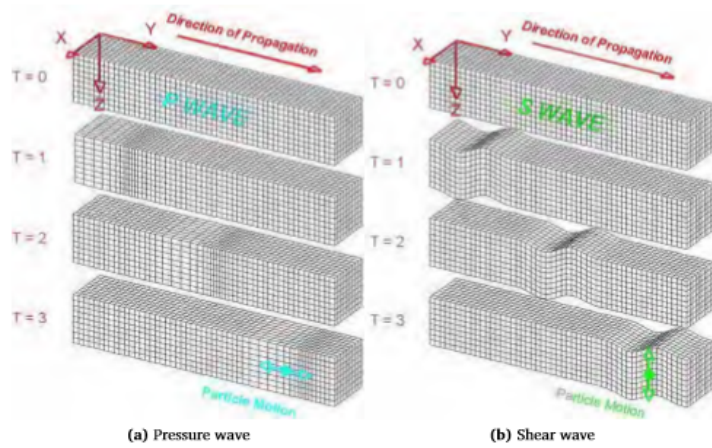 Direction of Propagation
X
Y
Z
T = 0
P WAVE
T = 1
T = 2
T = 3
Particle Motion
(a) Pressure wave
Direction of Propagation
X
Y
Z
T = 0
S WAVE
T = 1
T = 2
T = 3
Particle Motion
(b) Shear wave